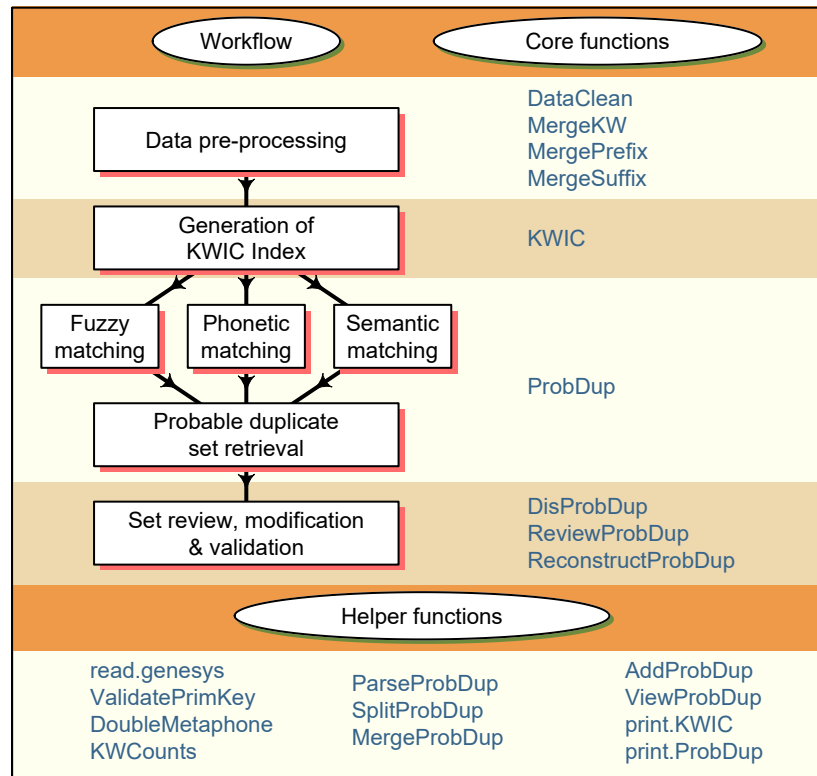 Workflow
Core functions
Data pre-processing
DataClean
MergeKW
MergePrefix
MergeSuffix
Generation of
KWIC Index
KWIC
Fuzzy
matching
Phonetic
matching
Semantic
matching
Probable duplicate
set retrieval
ProbDup
Set review, modification
& validation
DisProbDup
ReviewProbDup
ReconstructProbDup
Helper functions
read.genesys
ValidatePrimKey
DoubleMetaphone
KWCounts
ParseProbDup
SplitProbDup
MergeProbDup
AddProbDup
ViewProbDup
print.KWIC
print.ProbDup